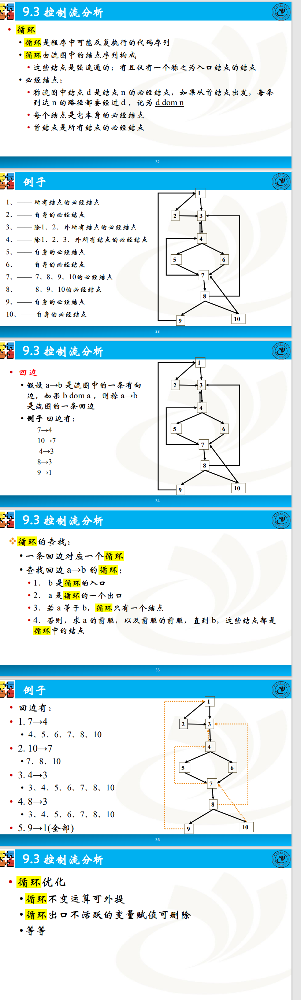 9.3 控制流分析
• 循环
• 循环是程序中可能反复执行的代码序列
• 循环由流图中的结点序列构成
• 这些结点是强连通的；有且仅有一个称之为入口结点的结点
• 必经结点：
• 称流图中结点 d 是结点 n 的必经结点，如果从首结点出发，每条
到达 n 的路径都要经过 d ，记为 d dom n
• 每个结点是它本身的必经结点
• 首结点是所有结点的必经结点
32
例子
1、—— 所有结点的必经结点
2、—— 自身的必经结点
3、—— 除1、2、外所有结点的必经结点
4、—— 除1、2、3、外所有结点的必经结点
5、—— 自身的必经结点
6、—— 自身的必经结点
7、—— 7、8、9、10的必经结点
8、—— 8、9、10的必经结点
9、—— 自身的必经结点
10、——自身的必经结点
1
2 3
4
5 6
7
8
9 10
33
9.3 控制流分析
• 回边
• 假设 a→b 是流图中的一条有向
边，如果 b dom a ，则称 a→b
是流图的一条回边
• 例子 回边有：
7→4
10→7
4→3
8→3
9→1
1
2 3
4
5 6
7
8
9 10
34
9.3 控制流分析
❖循环的查找：
• 一条回边对应一个循环
• 查找回边 a→b 的循环：
• 1、 b 是循环的入口
• 2、 a 是循环的一个出口
• 3、若 a 等于 b，循环只有一个结点
• 4、否则，求 a 的前驱，以及前驱的前驱，直到 b，这些结点都是
循环中的结点
35
例子
• 回边有：
• 1. 7→4
• 4、5、6、7、8、10
• 2. 10→7
• 7、8、10
• 3. 4→3
• 3、4、5、6、7、8、10
• 4. 8→3
• 3、4、5、6、7、8、10
• 5. 9→1(全部)
1
2 3
4
5 6
7
8
9 10
36
9.3 控制流分析
• 循环优化
• 循环不变运算可外提
• 循环出口不活跃的变量赋值可删除
• 等等